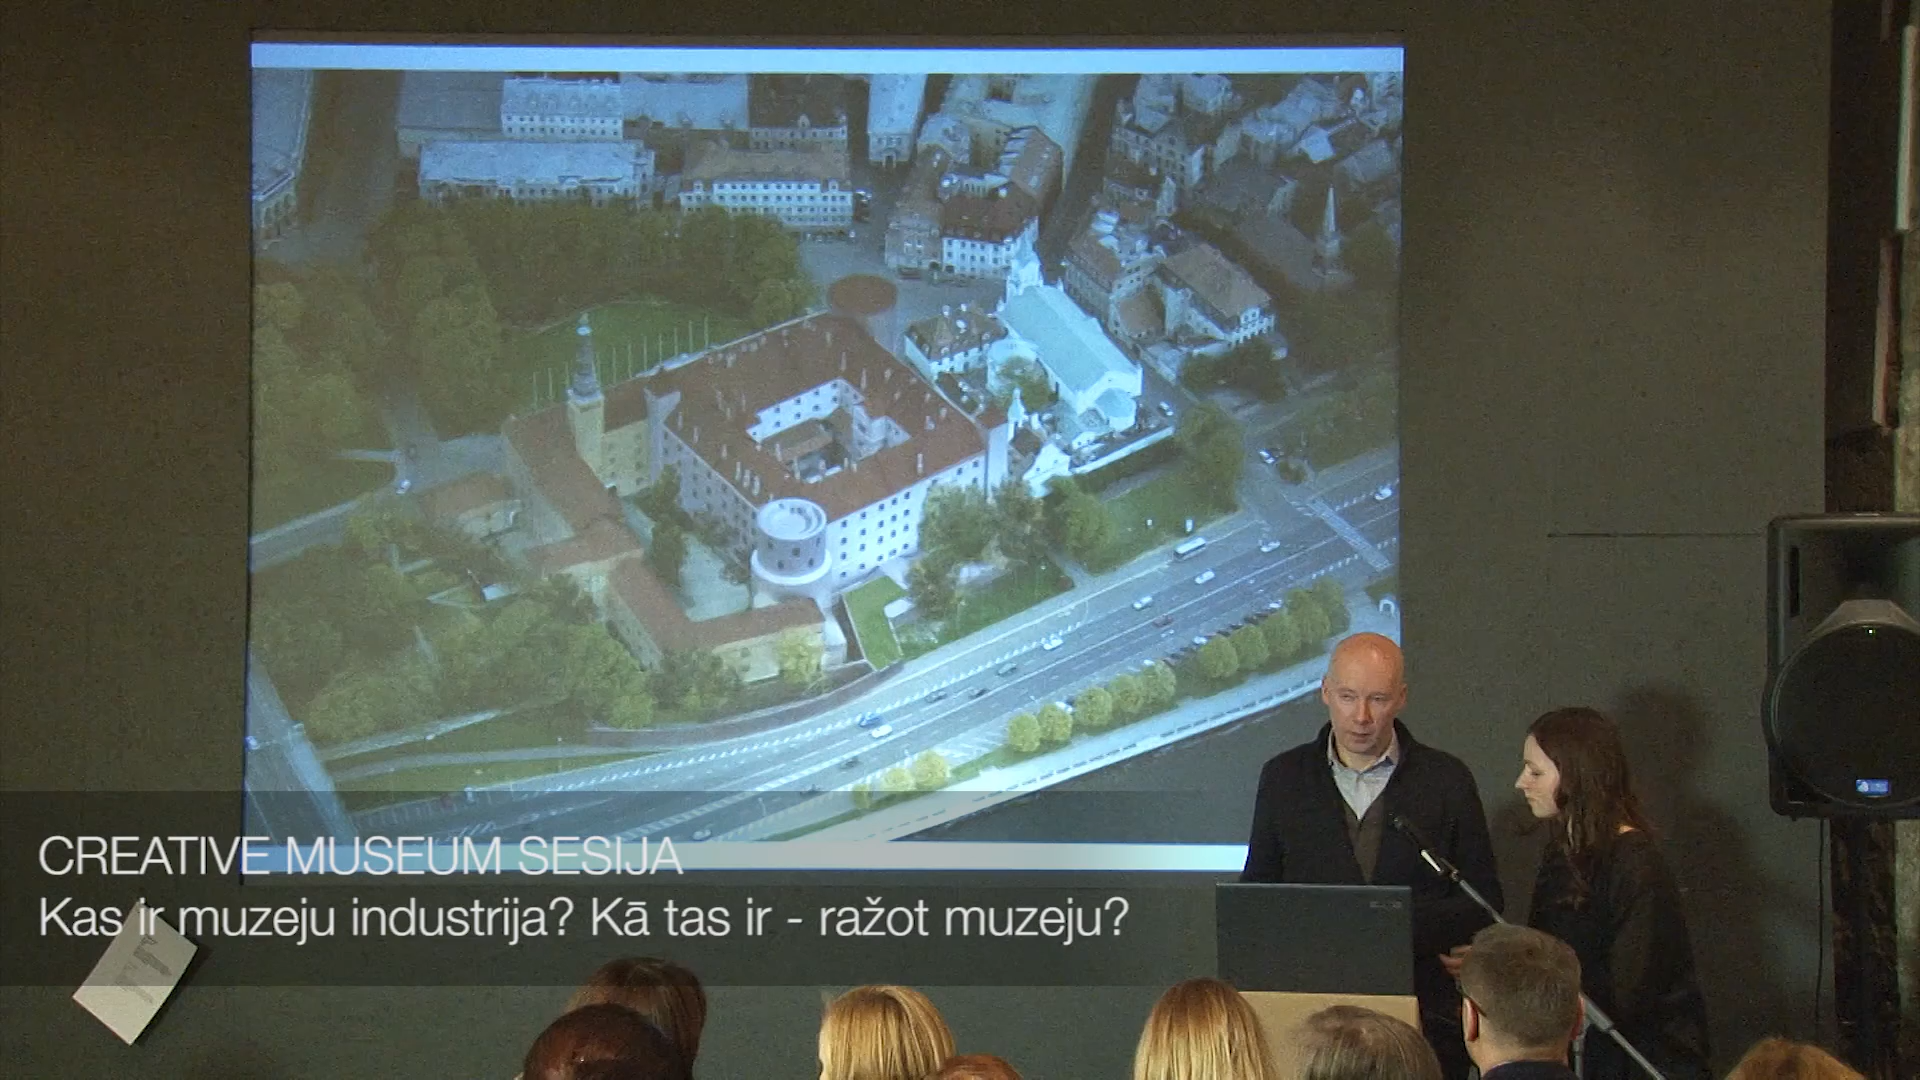 CREATIVE MUSEUM SESIJA
Kas ir muzeju industrija? Kā tas ir - ražot muzeju?